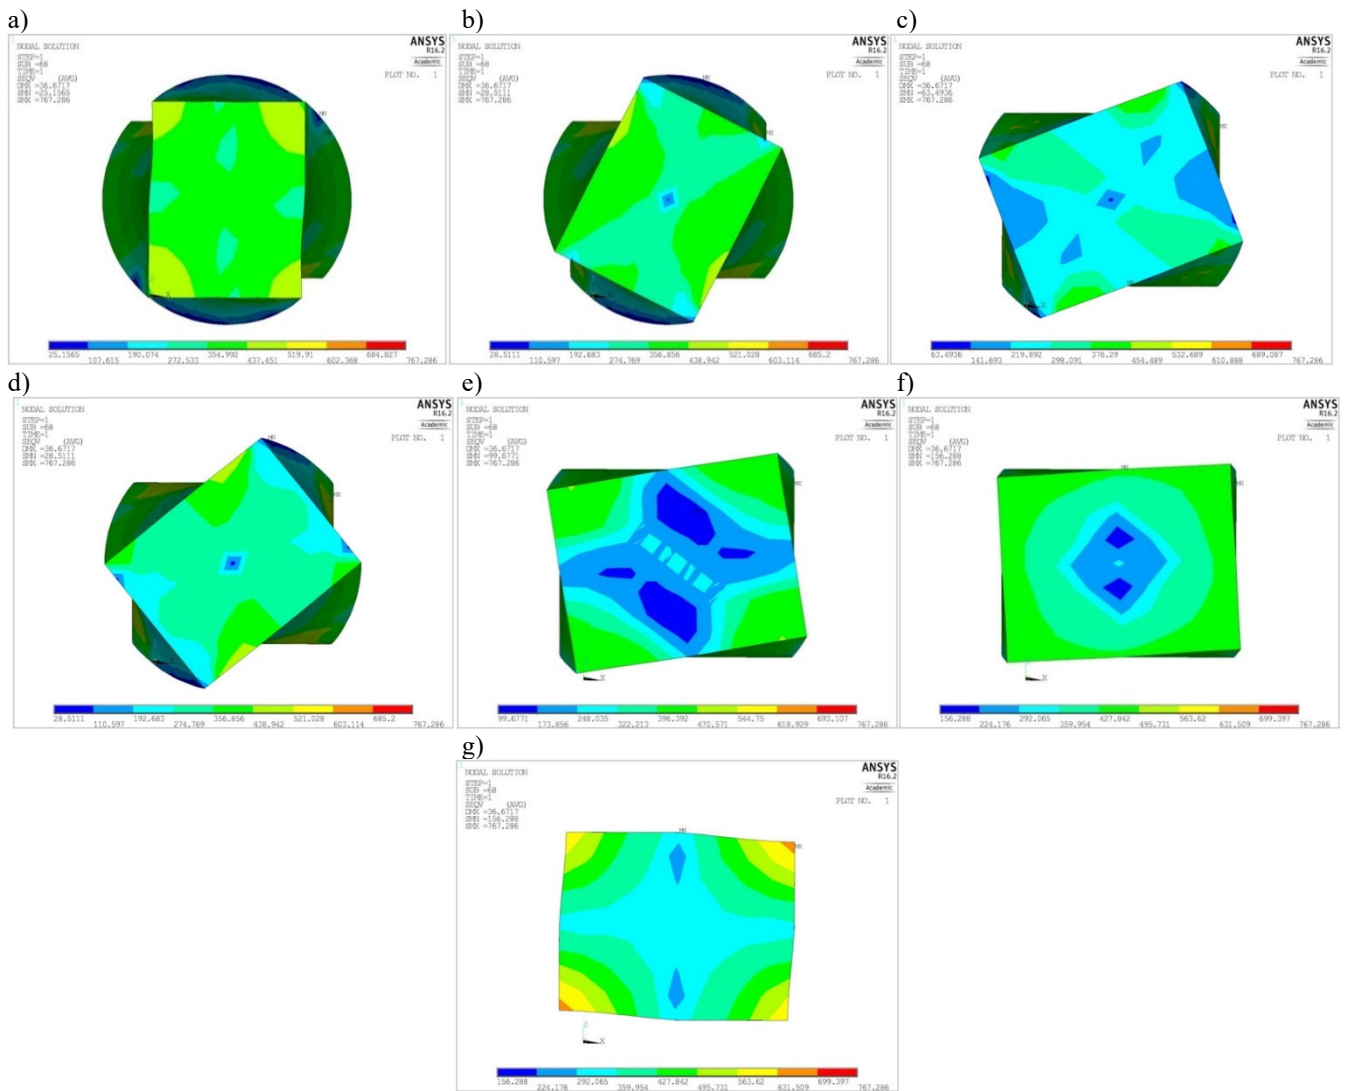 a)
NODAL SOLUTION
STEP=1
SUB =68
TIME=1
SEQV (AVG)
DMX =36.6717
SMN =25.1565
SMX =767.286
ANSYS
R16.2
Academic
PLOT NO. 1
MX
Z
X
25.1565 107.615 190.074 272.533 354.992 437.451 519.91 602.368 684.827 767.286
b)
NODAL SOLUTION
STEP=1
SUB =68
TIME=1
SEQV (AVG)
DMX =36.6717
SMN =28.5111
SMX =767.286
ANSYS
R16.2
Academic
PLOT NO. 1
MN
MX
28.5111 110.597 192.683 274.769 356.856 438.942 521.028 603.114 685.2 767.286
c)
NODAL SOLUTION
STEP=1
SUB =68
TIME=1
SEQV (AVG)
DMX =36.6717
SMN =63.4936
SMX =767.286
ANSYS
R16.2
Academic
PLOT NO. 1
MX
MN
X
63.4936 141.693 219.892 298.091 376.29 454.489 532.689 610.888 689.087 767.286
d)
NODAL SOLUTION
STEP=1
SUB =68
TIME=1
SEQV (AVG)
DMX =36.6717
SMN =28.5111
SMX =767.286
ANSYS
R16.2
Academic
PLOT NO. 1
MX
28.5111 110.597 192.683 274.769 356.856 438.942 521.028 603.114 685.2 767.286
e)
NODAL SOLUTION
STEP=1
SUB =68
TIME=1
SEQV (AVG)
DMX =36.6717
SMN =99.6771
SMX =767.286
ANSYS
R16.2
Academic
PLOT NO. 1
MX
X
99.6771 173.856 248.035 322.213 396.392 470.571 544.75 618.929 693.107 767.286
f)
NODAL SOLUTION
STEP=1
SUB =68
TIME=1
SEQV (AVG)
DMX =36.6717
SMN =156.288
SMX =767.286
ANSYS
R16.2
Academic
PLOT NO. 1
MN
MX
X
156.288 224.176 292.065 359.954 427.842 495.731 563.62 631.509 699.397 767.286
g)
NODAL SOLUTION
STEP=1
SUB =68
TIME=1
SEQV (AVG)
DMX =36.6717
SMN =156.288
SMX =767.286
ANSYS
R16.2
Academic
PLOT NO. 1
MN
MX
Z
X
156.288 224.176 292.065 359.954 427.842 495.731 563.62 631.509 699.397 767.286